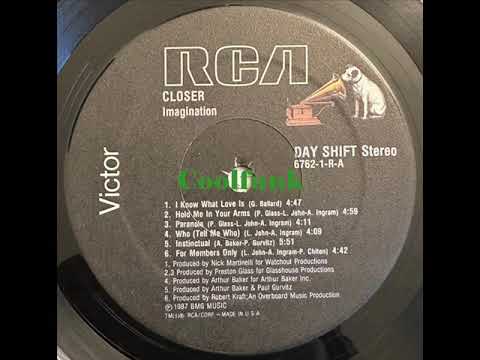 RCA
CLOSER
Imagination
Victor
DAY SHIFT Stereo
6762-1-R-A
Coolfunk
1. I Know What Love Is (G. Ballard) 4:47
2. Hold Me In Your Arms (P. Glass-L. John-A. Ingram) 4:59
3. Paranoia (P. Glass-L. John-A. Ingram) 4:11
4. Who (Tell Me Who) (L. John-A. Ingram) 4:09
5. Instinctual (A. Baker-P. Gurvitz) 5:51
6. For Members Only (L. John-A. Ingram-P. Chiten) 4:42
1. Produced by Nick Martinelli for Watchout Productions
2,3 Produced by Preston Glass for Glasshouse Productions
4. Produced by Arthur Baker for Arthur Baker Inc.
5. Produced by Arthur Baker & Paul Gurvitz
6. Produced by Robert Kraft/An Overboard Music Production
℗1987 BMG MUSIC
RCA/CORP – MADE IN U S A